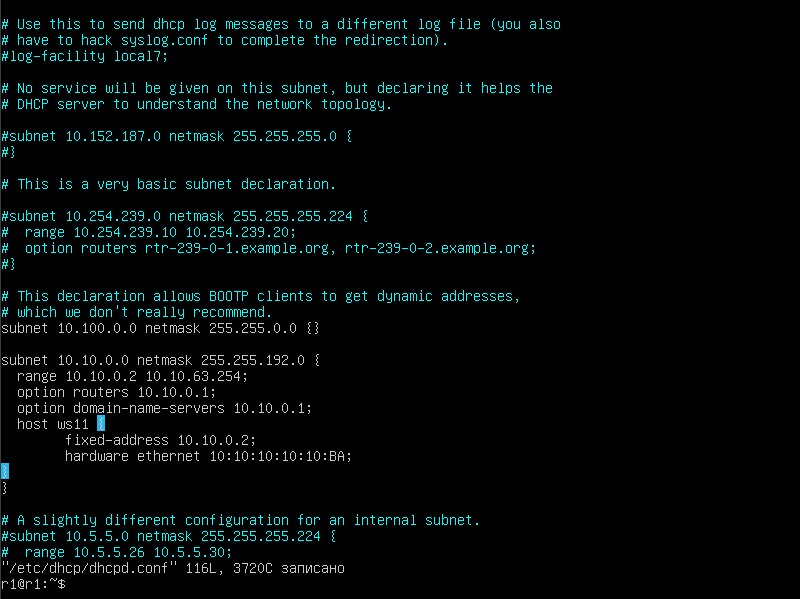 # Use this to send dhcp log messages to a different log file (you also
# have to hack syslog.conf to complete the redirection).
#log-facility local7;

# No service will be given on this subnet, but declaring it helps the
# DHCP server to understand the network topology.

#subnet 10.152.187.0 netmask 255.255.255.0 {
#}

# This is a very basic subnet declaration.

#subnet 10.254.239.0 netmask 255.255.255.224 {
#  range 10.254.239.10 10.254.239.20;
#  option routers rtr-239-0-1.example.org, rtr-239-0-2.example.org;
#}

# This declaration allows BOOTP clients to get dynamic addresses,
# which we don't really recommend.
subnet 10.100.0.0 netmask 255.255.0.0 {}

subnet 10.10.0.0 netmask 255.255.192.0 {
  range 10.10.0.2 10.10.63.254;
  option routers 10.10.0.1;
  option domain-name-servers 10.10.0.1;
  host ws11 {
        fixed-address 10.10.0.2;
        hardware ethernet 10:10:10:10:10:BA;
}
}

# A slightly different configuration for an internal subnet.
#subnet 10.5.5.0 netmask 255.255.255.224 {
#  range 10.5.5.26 10.5.5.30;
"/etc/dhcp/dhcpd.conf" 116L, 3720C записано
r1@r1:~$